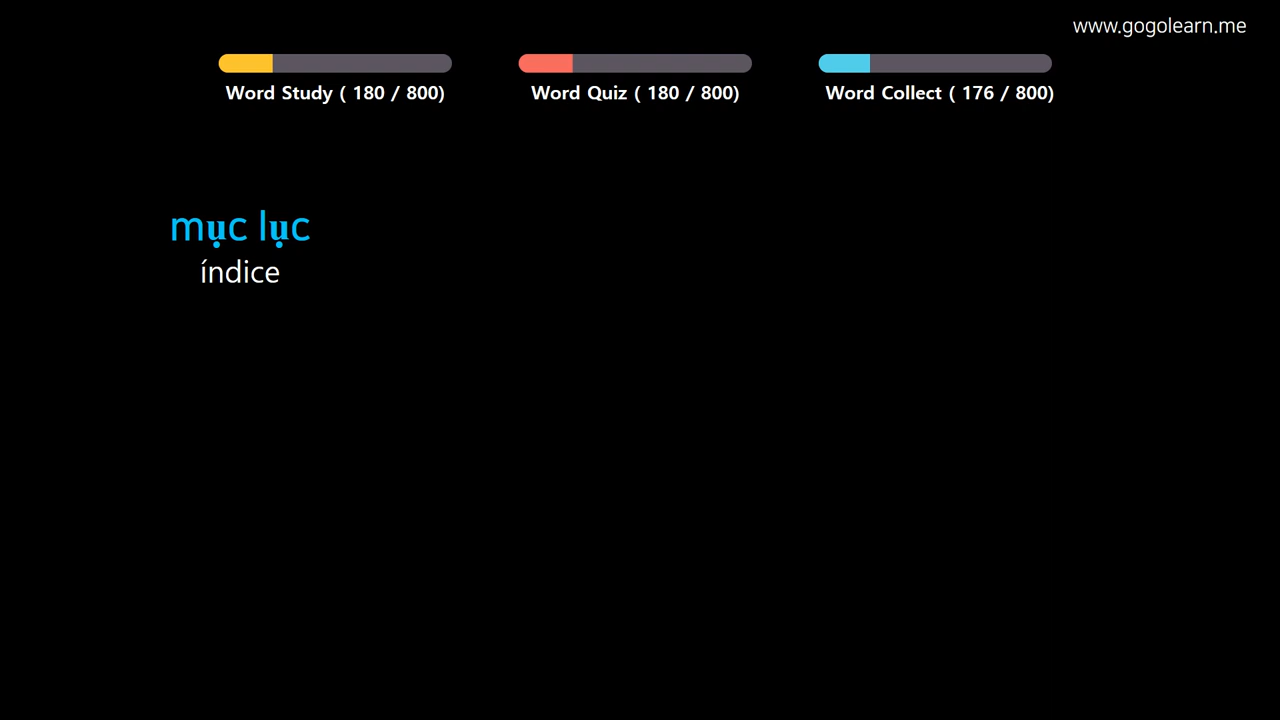 www.gogolearn.me
Word Study ( 180 / 800)
Word Quiz ( 180 / 800)
Word Collect ( 176 / 800)
mục lục
índice